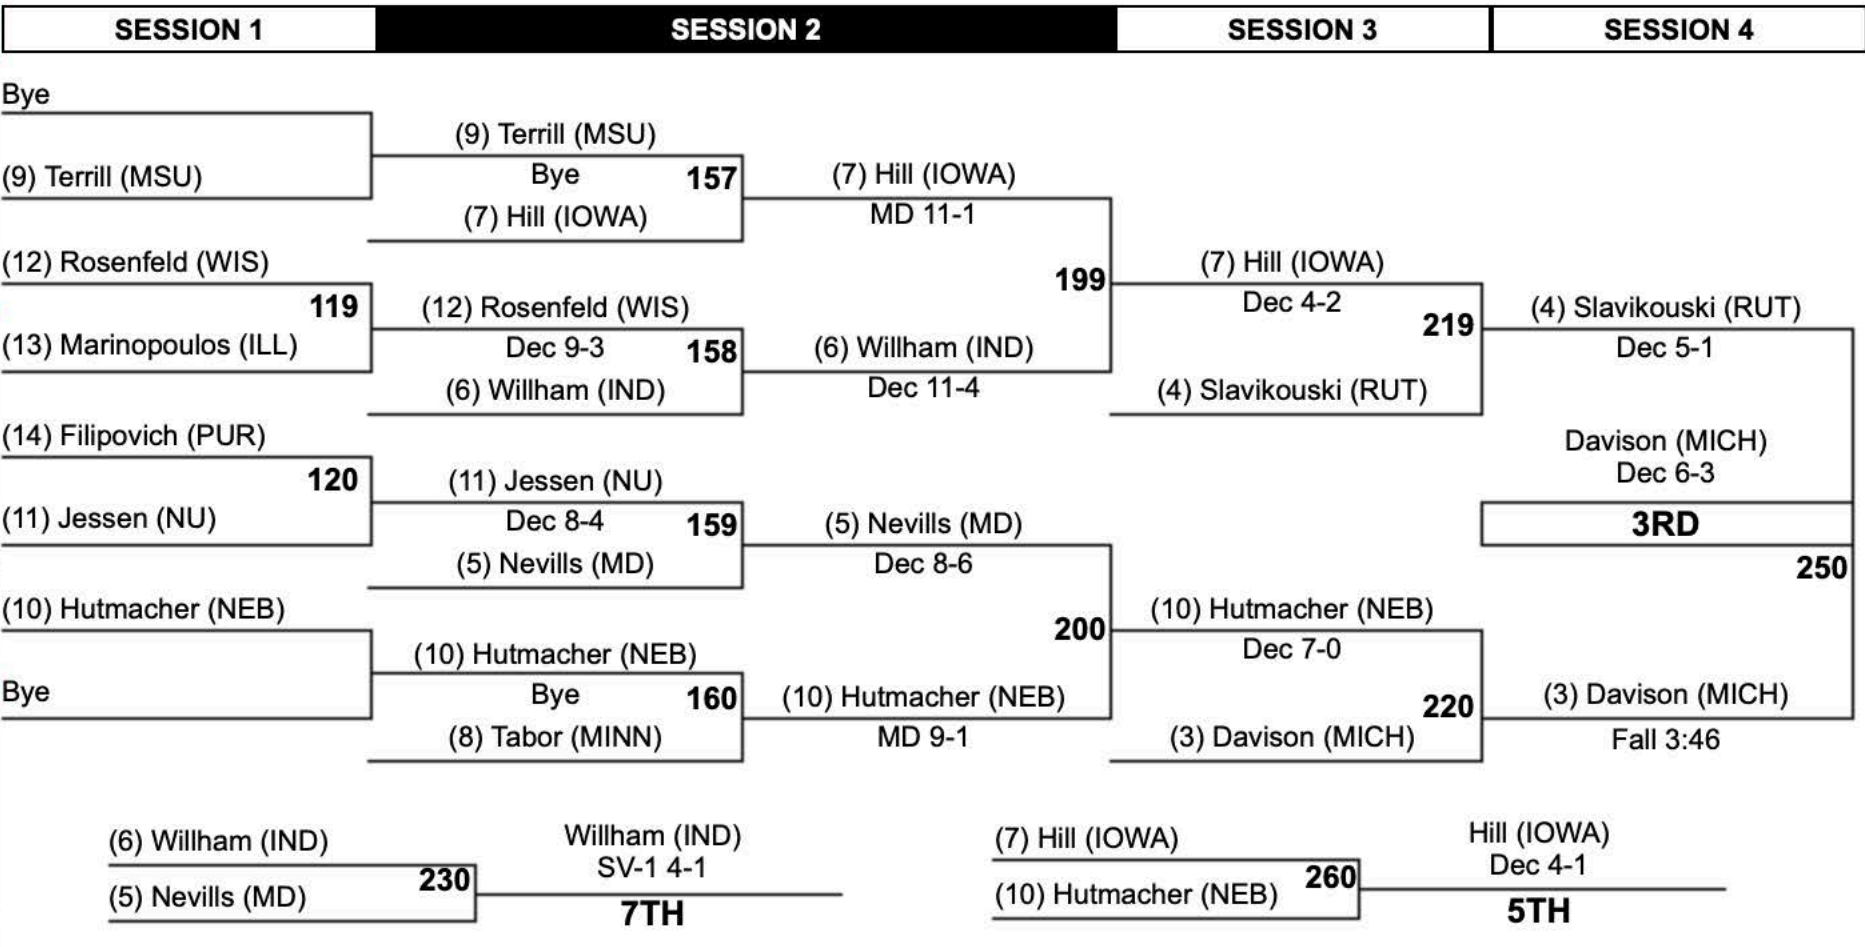 SESSION 1
SESSION 2
SESSION 3
SESSION 4
Bye
(9) Terrill (MSU)
(12) Rosenfeld (WIS)
119
(13) Marinopoulos (ILL)
(14) Filipovich (PUR)
120
(11) Jessen (NU)
(10) Hutmacher (NEB)
Bye
(9) Terrill (MSU)
Bye
157
(7) Hill (IOWA)
(12) Rosenfeld (WIS)
Dec 9-3
158
(6) Willham (IND)
(11) Jessen (NU)
Dec 8-4
159
(5) Nevills (MD)
(10) Hutmacher (NEB)
Bye
160
(8) Tabor (MINN)
(7) Hill (IOWA)
MD 11-1
199
(6) Willham (IND)
Dec 11-4
(5) Nevills (MD)
Dec 8-6
200
(10) Hutmacher (NEB)
MD 9-1
(7) Hill (IOWA)
Dec 4-2
219
(4) Slavikouski (RUT)
(10) Hutmacher (NEB)
Dec 7-0
220
(3) Davison (MICH)
(4) Slavikouski (RUT)
Dec 5-1
Davison (MICH)
Dec 6-3
3RD
250
(3) Davison (MICH)
Fall 3:46
(6) Willham (IND)
230
(5) Nevills (MD)
Willham (IND)
SV-1 4-1
7TH
(7) Hill (IOWA)
260
(10) Hutmacher (NEB)
Hill (IOWA)
Dec 4-1
5TH